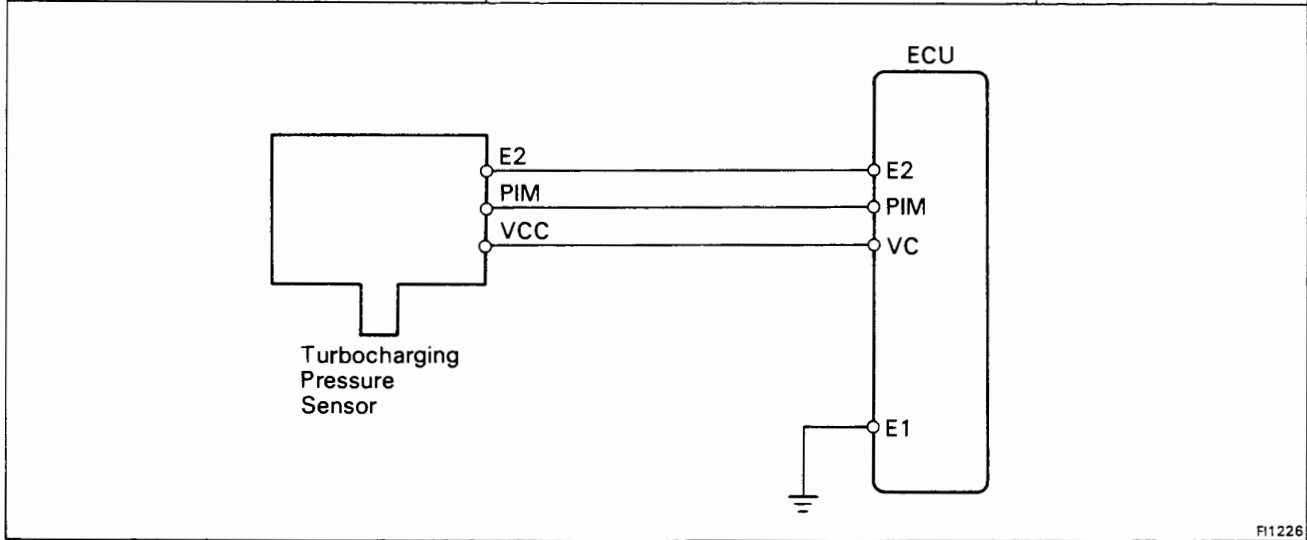 ECU
E2
E2
PIM
PIM
VCC
VC
Turbocharging
Pressure
Sensor
E1
FI1226